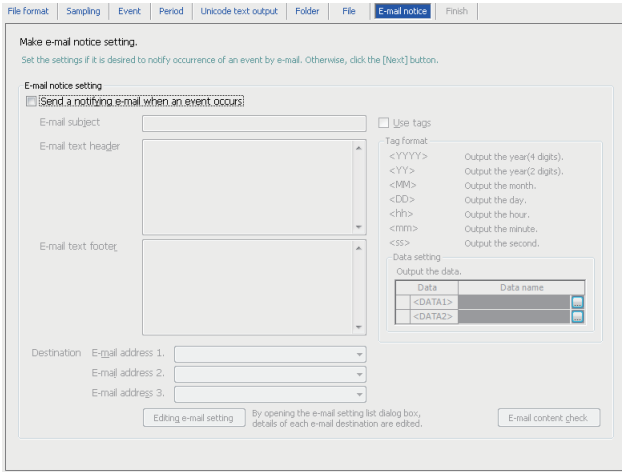 File format Sampling Event Period Unicode text output Folder File E-mail notice Finish
Make e-mail notice setting.
Set the settings if it is desired to notify occurrence of an event by e-mail. Otherwise, click the [Next] button.
E-mail notice setting
Send a notifying e-mail when an event occurs
E-mail subject
Use tags
E-mail text header
Tag format
<YYYY> Output the year(4 digits).
<YY> Output the year(2 digits).
<MM> Output the month.
<DD> Output the day.
<hh> Output the hour.
<mm> Output the minute.
<ss> Output the second.
E-mail text footer
Data setting
Output the data.
Data Data name
<DATA1> ...
<DATA2> ...
Destination E-mail address 1.
E-mail address 2.
E-mail address 3.
Editing e-mail setting
By opening the e-mail setting list dialog box,
details of each e-mail destination are edited.
E-mail content check